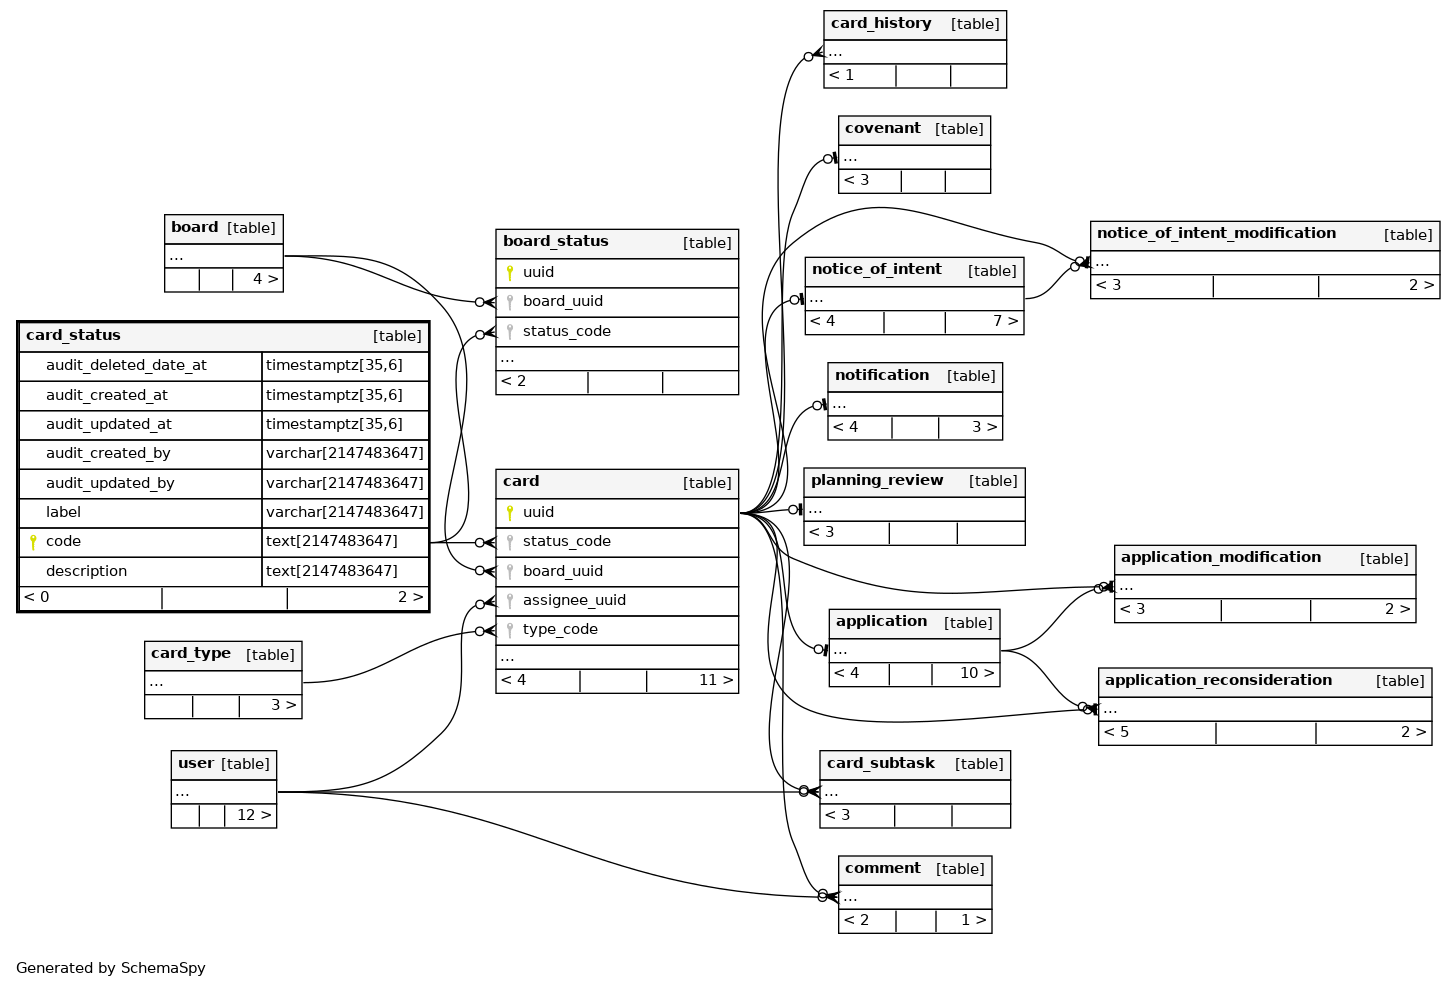 card_history [table]
...
< 1
covenant [table]
...
< 3
board [table]
...
4 >
board_status [table]
uuid
board_uuid
status_code
...
< 2
notice_of_intent [table]
...
< 4 7 >
notice_of_intent_modification [table]
...
< 3 2 >
card_status [table]
audit_deleted_date_at timestamptz[35,6]
audit_created_at timestamptz[35,6]
audit_updated_at timestamptz[35,6]
audit_created_by varchar[2147483647]
audit_updated_by varchar[2147483647]
label varchar[2147483647]
code text[2147483647]
description text[2147483647]
< 0 2 >
notification [table]
...
< 4 3 >
card [table]
uuid
status_code
board_uuid
assignee_uuid
type_code
...
< 4 11 >
planning_review [table]
...
< 3
application_modification [table]
...
< 3 2 >
application [table]
...
< 4 10 >
card_type [table]
...
3 >
application_reconsideration [table]
...
< 5 2 >
user [table]
...
12 >
card_subtask [table]
...
< 3
comment [table]
...
< 2 1 >
Generated by SchemaSpy